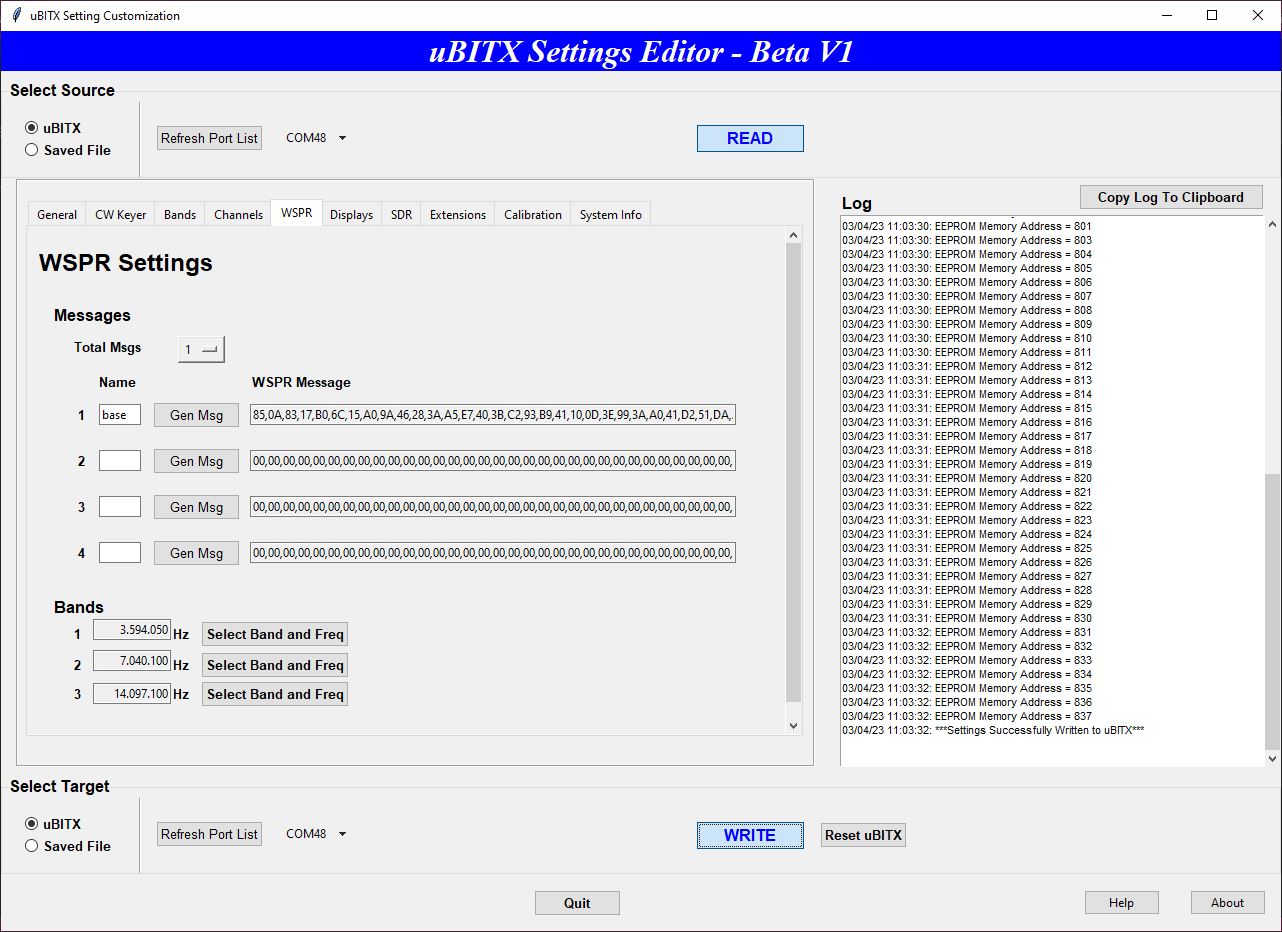 uBITX Setting Customization
uBITX Settings Editor - Beta V1
Select Source
uBITX
Saved File
Refresh Port List
COM48
READ
General
CW Keyer
Bands
Channels
WSPR
Displays
SDR
Extensions
Calibration
System Info
WSPR Settings
Messages
Total Msgs
1
Name
WSPR Message
1 base Gen Msg 85,0A,83,17,B0,6C,15,A0,9A,46,28,3A,A5,E7,40,3B,C2,93,B9,41,10,0D,3E,99,3A,A0,41,D2,51,DA,.
2 Gen Msg 00,00,00,00,00,00,00,00,00,00,00,00,00,00,00,00,00,00,00,00,00,00,00,00,00,00,00,00,00,00,00,00,
3 Gen Msg 00,00,00,00,00,00,00,00,00,00,00,00,00,00,00,00,00,00,00,00,00,00,00,00,00,00,00,00,00,00,00,00,
4 Gen Msg 00,00,00,00,00,00,00,00,00,00,00,00,00,00,00,00,00,00,00,00,00,00,00,00,00,00,00,00,00,00,00,00,
Bands
1 3.594.050 Hz Select Band and Freq
2 7.040.100 Hz Select Band and Freq
3 14.097.100 Hz Select Band and Freq
Log
Copy Log To Clipboard
03/04/23 11:03:30: EEPROM Memory Address = 801
03/04/23 11:03:30: EEPROM Memory Address = 803
03/04/23 11:03:30: EEPROM Memory Address = 804
03/04/23 11:03:30: EEPROM Memory Address = 805
03/04/23 11:03:30: EEPROM Memory Address = 806
03/04/23 11:03:30: EEPROM Memory Address = 807
03/04/23 11:03:30: EEPROM Memory Address = 808
03/04/23 11:03:30: EEPROM Memory Address = 809
03/04/23 11:03:30: EEPROM Memory Address = 810
03/04/23 11:03:30: EEPROM Memory Address = 811
03/04/23 11:03:31: EEPROM Memory Address = 812
03/04/23 11:03:31: EEPROM Memory Address = 813
03/04/23 11:03:31: EEPROM Memory Address = 814
03/04/23 11:03:31: EEPROM Memory Address = 815
03/04/23 11:03:31: EEPROM Memory Address = 816
03/04/23 11:03:31: EEPROM Memory Address = 817
03/04/23 11:03:31: EEPROM Memory Address = 818
03/04/23 11:03:31: EEPROM Memory Address = 819
03/04/23 11:03:31: EEPROM Memory Address = 820
03/04/23 11:03:31: EEPROM Memory Address = 821
03/04/23 11:03:31: EEPROM Memory Address = 822
03/04/23 11:03:31: EEPROM Memory Address = 823
03/04/23 11:03:31: EEPROM Memory Address = 824
03/04/23 11:03:31: EEPROM Memory Address = 825
03/04/23 11:03:31: EEPROM Memory Address = 826
03/04/23 11:03:31: EEPROM Memory Address = 827
03/04/23 11:03:31: EEPROM Memory Address = 828
03/04/23 11:03:31: EEPROM Memory Address = 829
03/04/23 11:03:31: EEPROM Memory Address = 830
03/04/23 11:03:32: EEPROM Memory Address = 831
03/04/23 11:03:32: EEPROM Memory Address = 832
03/04/23 11:03:32: EEPROM Memory Address = 833
03/04/23 11:03:32: EEPROM Memory Address = 834
03/04/23 11:03:32: EEPROM Memory Address = 835
03/04/23 11:03:32: EEPROM Memory Address = 836
03/04/23 11:03:32: EEPROM Memory Address = 837
03/04/23 11:03:32: ***Settings Successfully Written to uBITX***
Select Target
uBITX
Saved File
Refresh Port List
COM48
WRITE
Reset uBITX
Quit
Help
About